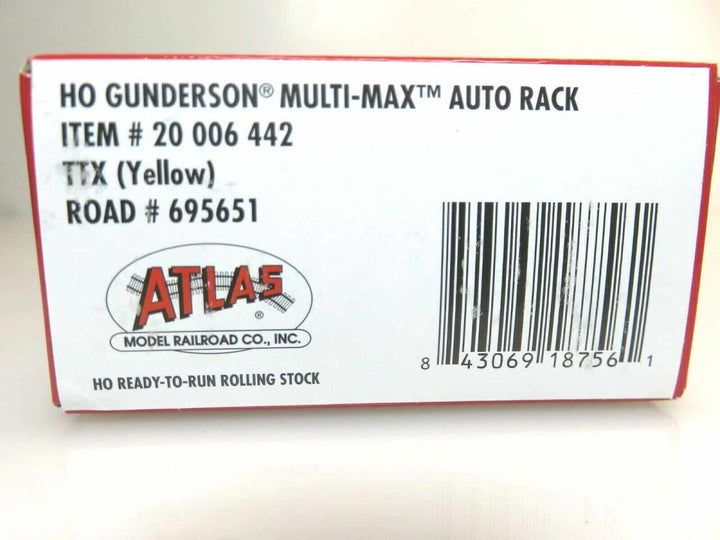 HO GUNDERSON® MULTI-MAX™ AUTO RACK
ITEM # 20 006 442
TTX (Yellow)
ROAD # 695651
ATLAS ®
MODEL RAILROAD CO., INC.
HO READY-TO-RUN ROLLING STOCK
8 43069 18756 1